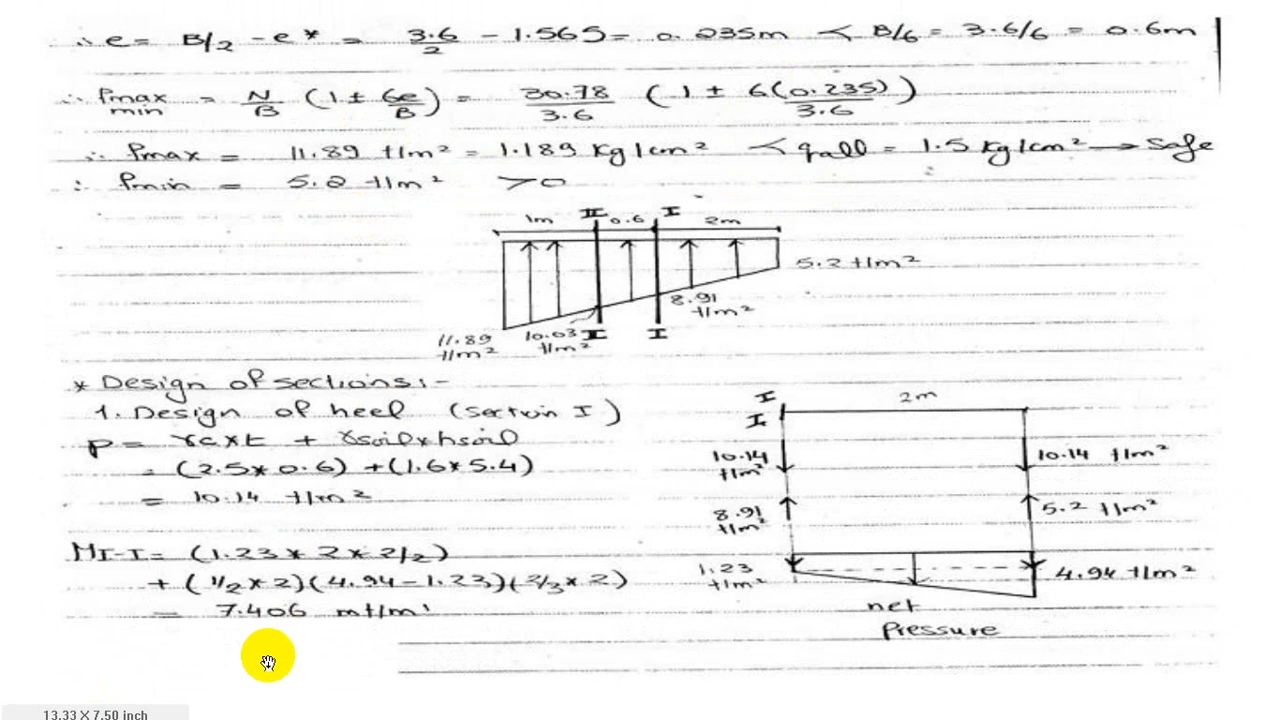 ∴ e = B/2 - e* = 3.6/2 - 1.565 = 0.235m < B/6 = 3.6/6 = 0.6m
∴ Pmax min = N/B (1 ± 6e/B) = 30.78/3.6 (1 ± 6(0.235)/3.6)
∴ Pmax = 11.89 t/m² = 1.189 Kg/cm² < qall = 1.5 Kg/cm² → Safe
∴ Pmin = 5.2 t/m² > 0
1m II 0.6 I 2m
5.2 t/m²
8.91 t/m²
11.89 t/m² 10.03 t/m² II I
* Design of sections:-
1. Design of heel (section I)
P = γc x t + γsoil x hsoil
= (2.5*0.6) + (1.6*5.4)
= 10.14 t/m²
I I 2m
10.14 t/m² 10.14 t/m²
8.91 t/m² 5.2 t/m²
MI-I = (1.23 * 2 * 2/2)
+ (1/2 * 2)(4.94 - 1.23)(2/3 * 2)
= 7.406 mt/m'
1.23 t/m² 4.94 t/m²
net
Pressure
13.33 X 7.50 inch